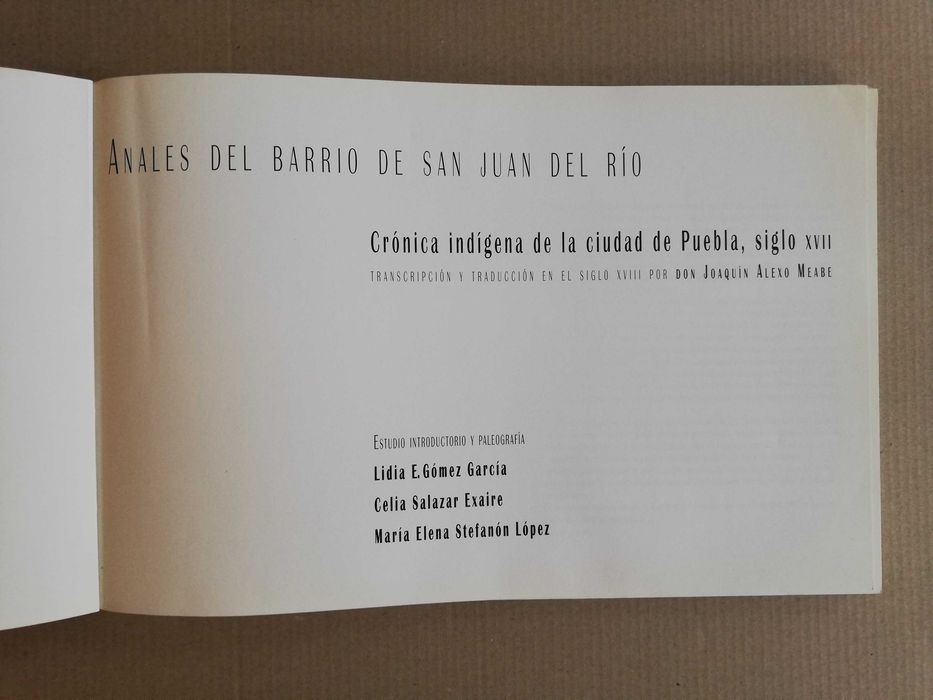 ANALES DEL BARRIO DE SAN JUAN DEL RÍO
Crónica indígena de la ciudad de Puebla, siglo XVII
TRANSCRIPCIÓN Y TRADUCCIÓN EN EL SIGLO XVIII POR DON JOAQUÍN ALEXO MEABE
ESTUDIO INTRODUCTORIO Y PALEOGRAFÍA
Lidia E. Gómez García
Celia Salazar Exaire
María Elena Stefanón López